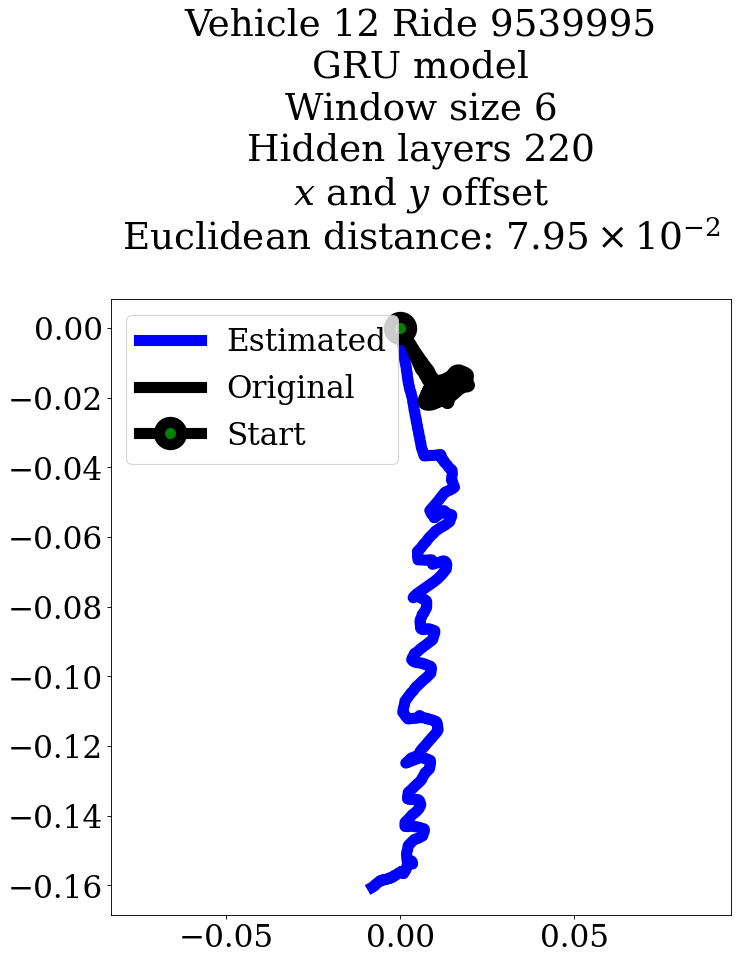 Vehicle 12 Ride 9539995
GRU model
Window size 6
Hidden layers 220
x and y offset
Euclidean distance: 7.95 × 10⁻²
Estimated
Original
Start
0.00
−0.02
−0.04
−0.06
−0.08
−0.10
−0.12
−0.14
−0.16
−0.05 0.00 0.05